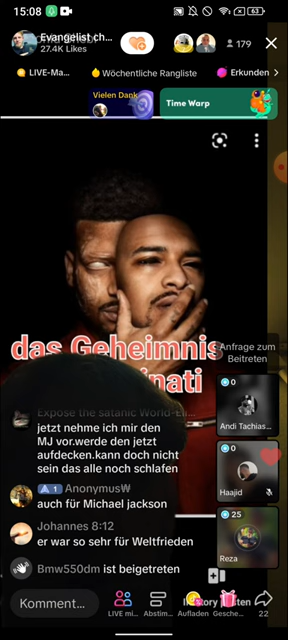 15:08
63
Evangelist ch...
27.4K Likes
179
LIVE-Ma...
Wöchentliche Rangliste
Erkunden
Vielen Dank
Time Warp
das Geheimnis
Anfrage zum
Beitreten
0
Andi Tachias...
0
Haajid
25
Reza
Expose the satanic World-El...
jetzt nehme ich mir den
MJ vor.werde den jetzt
aufdecken.kann doch nicht
sein das alle noch schlafen
1 Anonymus₩
auch für Michael jackson
Johannes 8:12
er war so sehr für Weltfrieden
Bmw550dm ist beigetreten
Komment...
LIVE mi...
Abstim...
Aufladen
Gesche...
22